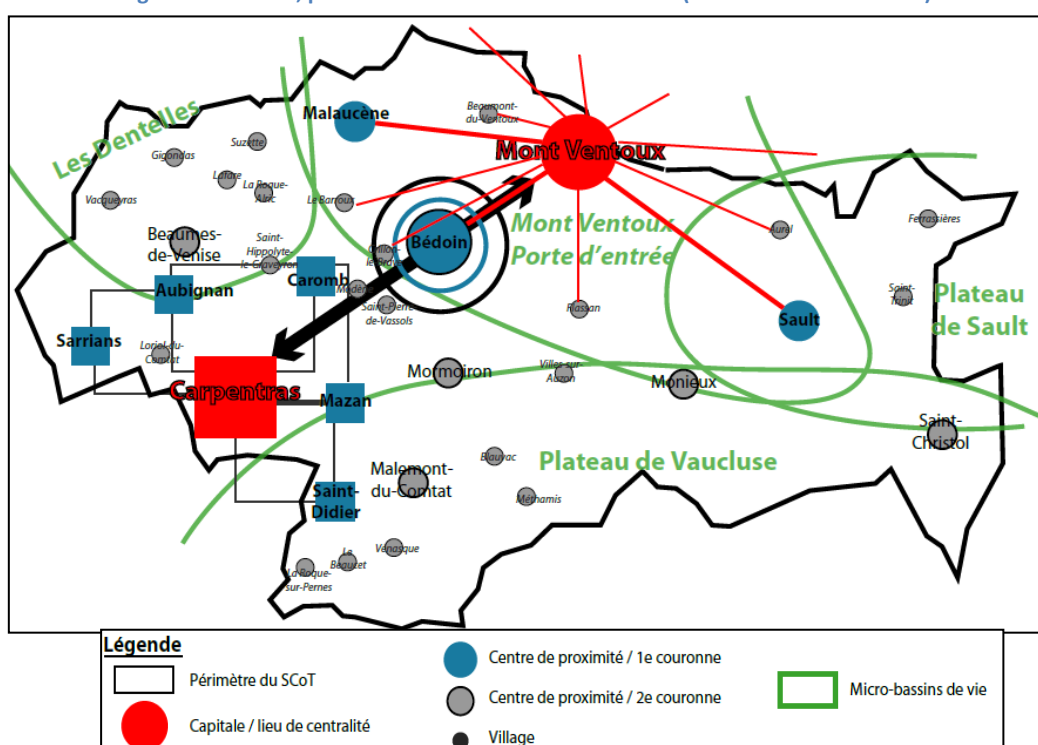 Malaucène
Beaumont-
du-Ventoux
Mont Ventoux
Les Dentelles
Suzette
Gigondas
Lafare
La Roque-
Alric
Vacqueyras
Le Barroux
Beaumes-
de-Venise
Saint-
Hippolyte-
le-Graveyron
Bédoin
Crillon-
le-Brave
Mont Ventoux
Porte d'entrée
Aurel
Ferrassières
Caromb
Modène
Aubignan
Saint-Pierre-
de-Vassols
Flassan
Saint-
Trinit
Plateau
de Sault
Sault
Sarrians
Loriol-du-
Comtat
Carpentras
Mormoiron
Villes-sur-
Auzon
Monieux
Mazan
Saint-
Christol
Blauvac
Plateau de Vaucluse
Malemont-
du-Comtat
Méthamis
Saint-
Didier
Vénasque
Le
Beaucet
La Roque-
sur-Pernes
Légende
Périmètre du SCoT
Capitale / lieu de centralité
Centre de proximité / 1e couronne
Centre de proximité / 2e couronne
Village
Micro-bassins de vie